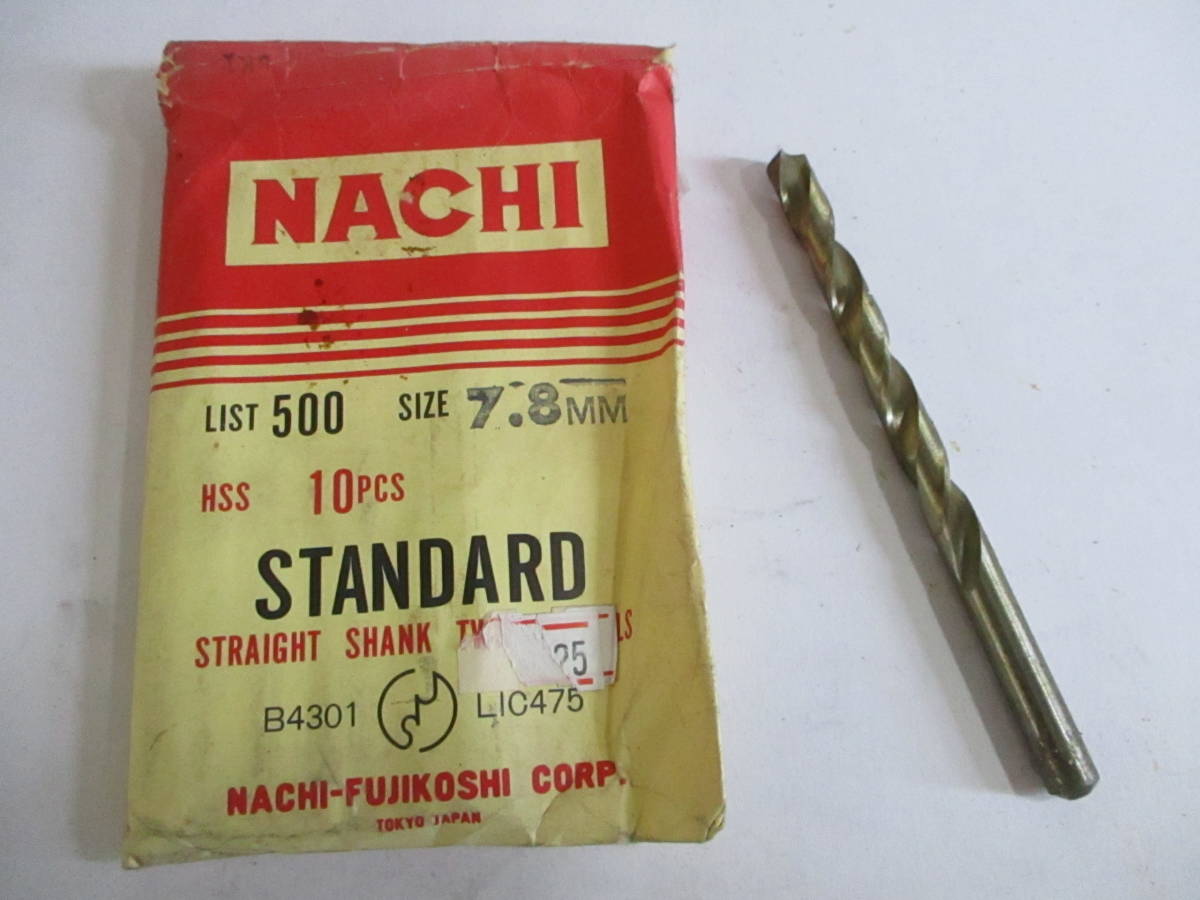 NACHI
LIST 500 SIZE 7.8MM
HSS 10PCS
STANDARD
STRAIGHT SHANK
25
B4301 LIC475
NACHI-FUJIKOSHI CORP.
TOKYO JAPAN